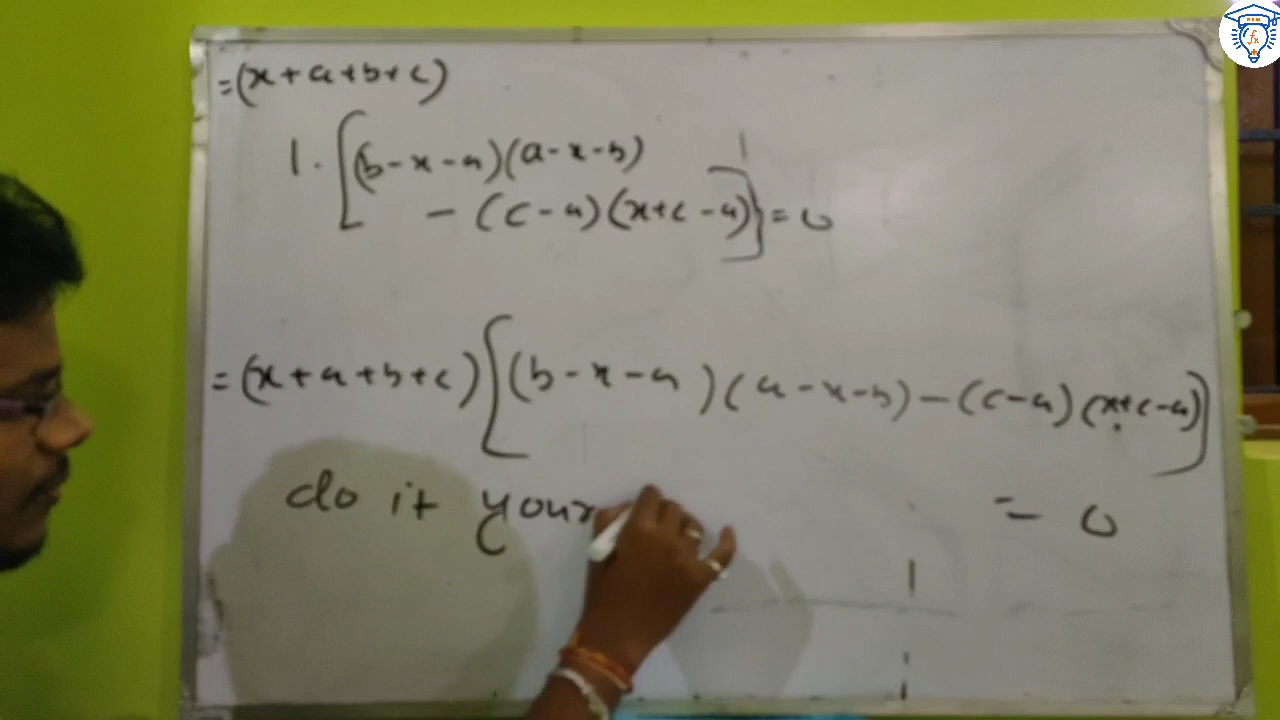 =(x+a+b+c)
1.[(b-x-a)(a-x-b)
-(c-a)(x+c-a)]=0
=(x+a+b+c)[(b-x-a)(a-x-b)-(c-a)(x+c-a)]
do it your
=0